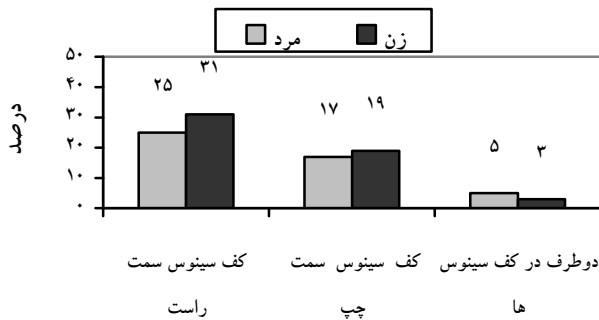 مرد زن
درصد
۵۰
۴۰
۳۰
۲۰
۱۰
۰
۲۵ ۳۱
۱۷ ۱۹
۵ ۳
کف سینوس سمت
راست
کف سینوس سمت
چپ
دوطرف در کف سینوس
ها